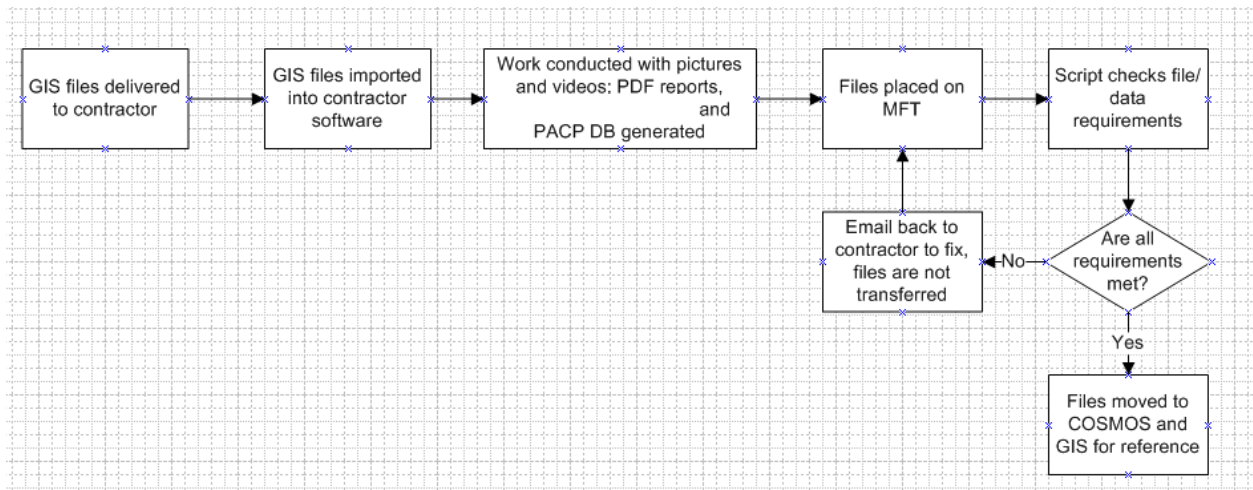 GIS files delivered
to contractor
GIS files imported
into contractor
software
Work conducted with pictures
and videos: PDF reports,
and
PACP DB generated
Files placed on
MFT
Script checks file/
data
requirements
Are all
requirements
met?
No
Email back to
contractor to fix,
files are not
transferred
Yes
Files moved to
COSMOS and
GIS for reference